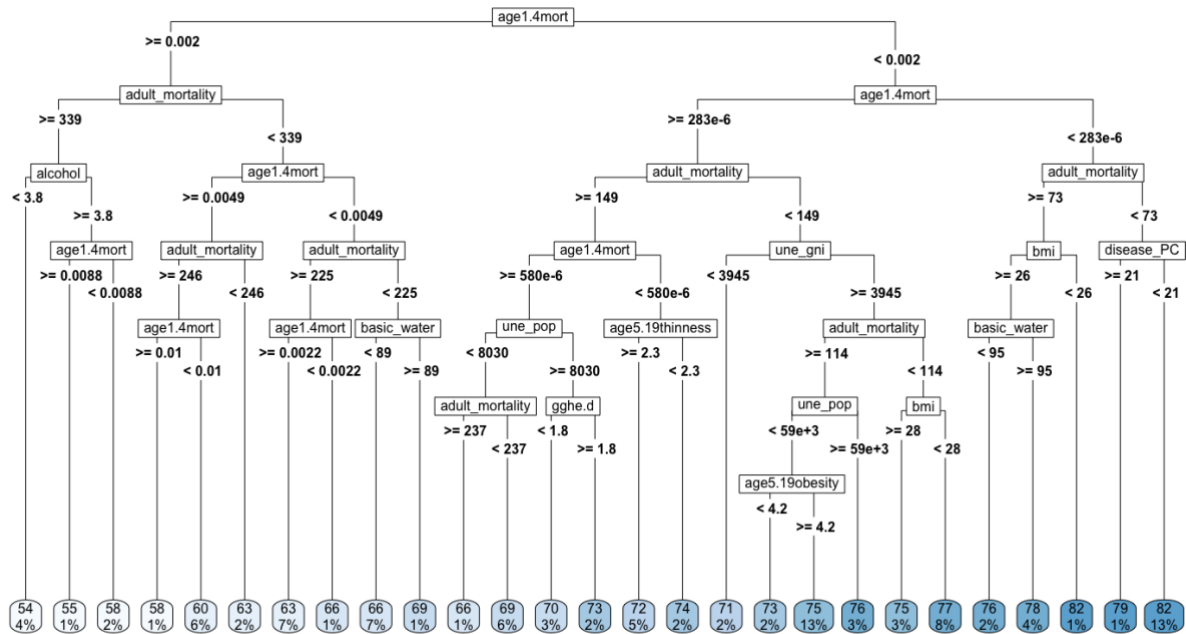 age1.4mort
>= 0.002
< 0.002
adult_mortality
age1.4mort
>= 339
< 339
>= 283e-6
< 283e-6
alcohol
age1.4mort
adult_mortality
adult_mortality
< 3.8
>= 3.8
>= 0.0049
< 0.0049
>= 149
< 149
>= 73
< 73
age1.4mort
adult_mortality
adult_mortality
age1.4mort
une_gni
bmi
disease_PC
>= 0.0088
< 0.0088
>= 246
< 246
>= 225
< 225
>= 580e-6
< 580e-6
< 3945
>= 3945
>= 26
< 26
>= 21
< 21
age1.4mort
age1.4mort
basic_water
une_pop
age5.19thinness
adult_mortality
basic_water
>= 0.01
< 0.01
>= 0.0022
< 0.0022
< 89
>= 89
< 8030
>= 8030
>= 2.3
< 2.3
>= 114
< 114
< 95
>= 95
adult_mortality
gghe.d
une_pop
bmi
>= 237
< 237
< 1.8
>= 1.8
< 59e+3
>= 59e+3
>= 28
< 28
age5.19obesity
< 4.2
>= 4.2
54 55 58 58 60 63 63 66 66 69 66 69 70 73 72 74 71 73 75 76 75 77 76 78 82 79 82
4% 1% 2% 1% 6% 2% 7% 1% 7% 1% 1% 6% 3% 2% 5% 2% 2% 2% 13% 3% 3% 8% 2% 4% 1% 1% 13%